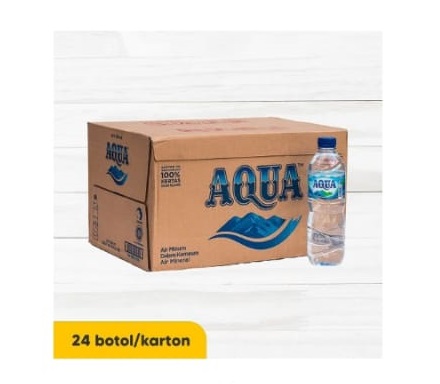 100%
KERTAS
AQUA
AQUA
AQUA
Air Minum
Dalam Kemasan
Air Mineral
24 botol/karton